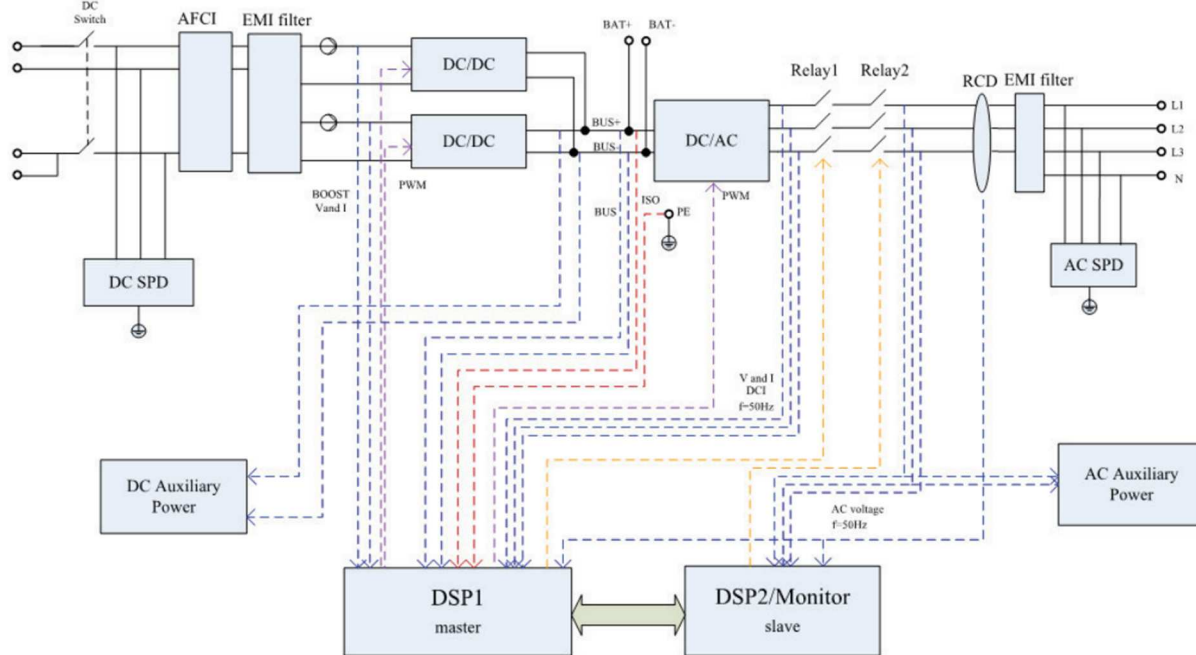 DC
Switch
AFCI
EMI filter
BAT+
BAT-
DC/DC
Relay1
Relay2
RCD
EMI filter
L1
BUS+
L2
DC/DC
DC/AC
BUS-
L3
N
BOOST
Vand I
PWM
ISO
PWM
BUS
PE
DC SPD
AC SPD
V and I
DCI
f=50Hz
DC Auxiliary
Power
AC Auxiliary
Power
AC voltage
f=50Hz
DSP1
master
DSP2/Monitor
slave